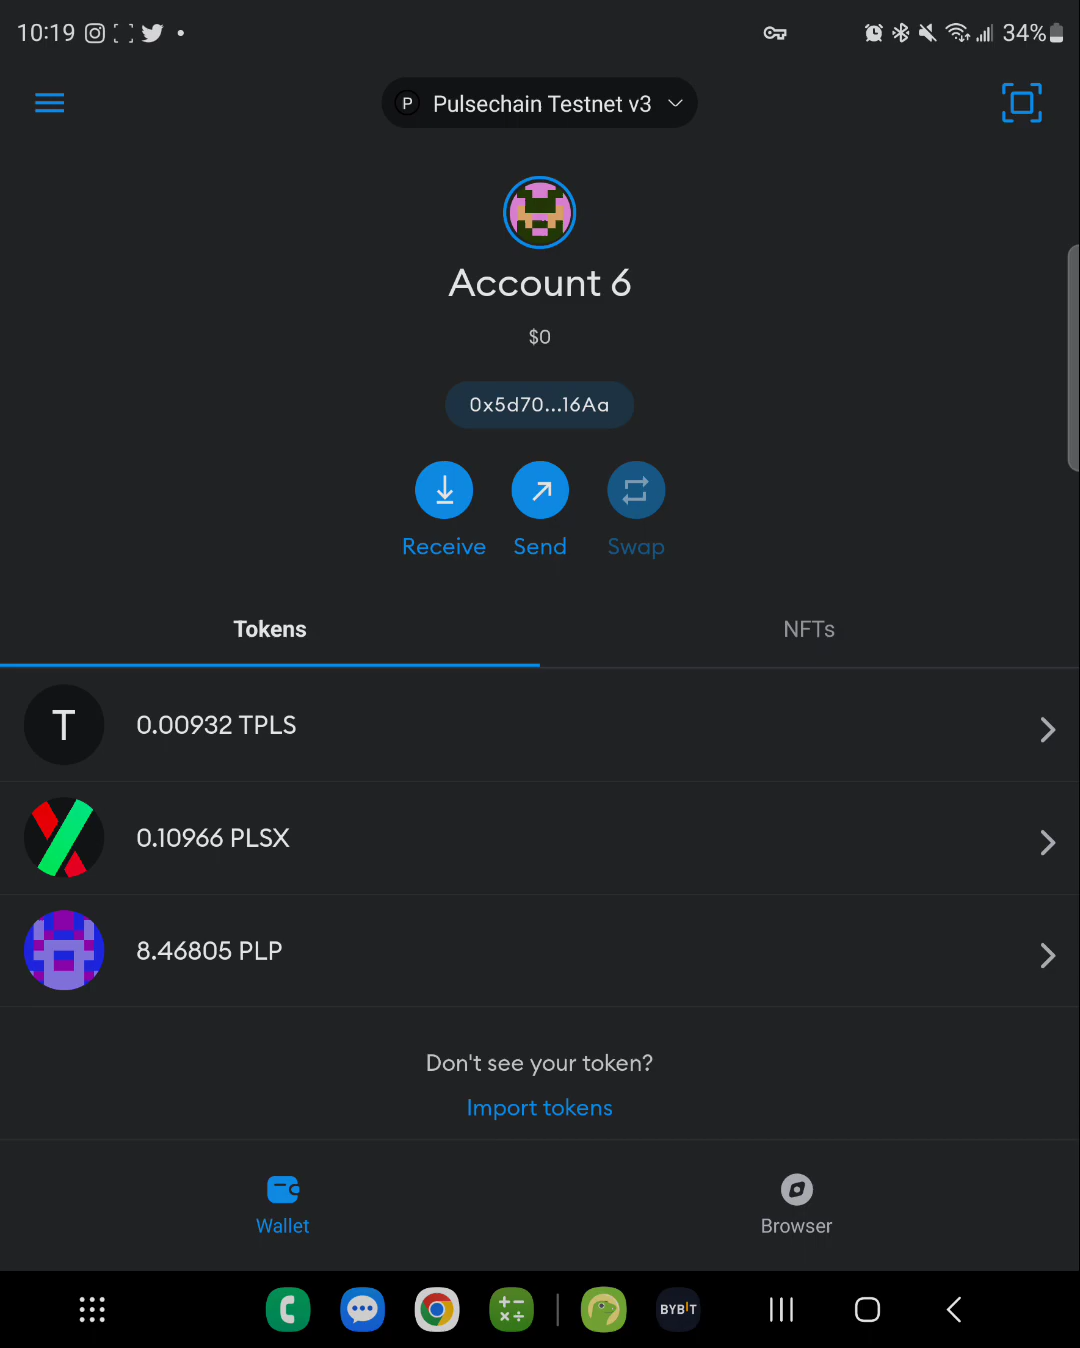 10:19
34%
P Pulsechain Testnet v3
Account 6
$0
0x5d70...16Aa
Receive Send Swap
Tokens NFTs
T 0.00932 TPLS
0.10966 PLSX
8.46805 PLP
Don't see your token?
Import tokens
Wallet Browser
BYBIT